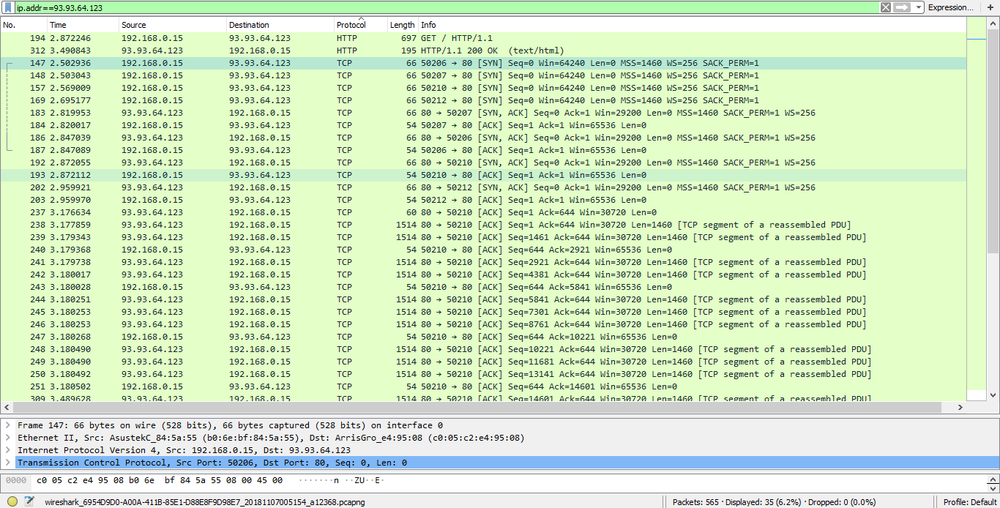 ip.addr==93.93.64.123 Expression... +
No. Time Source Destination Protocol Length Info
194 2.872246 192.168.0.15 93.93.64.123 HTTP 697 GET / HTTP/1.1
312 3.490843 93.93.64.123 192.168.0.15 HTTP 195 HTTP/1.1 200 OK (text/html)
147 2.502936 192.168.0.15 93.93.64.123 TCP 66 50206 → 80 [SYN] Seq=0 Win=64240 Len=0 MSS=1460 WS=256 SACK_PERM=1
148 2.503043 192.168.0.15 93.93.64.123 TCP 66 50207 → 80 [SYN] Seq=0 Win=64240 Len=0 MSS=1460 WS=256 SACK_PERM=1
157 2.569009 192.168.0.15 93.93.64.123 TCP 66 50210 → 80 [SYN] Seq=0 Win=64240 Len=0 MSS=1460 WS=256 SACK_PERM=1
169 2.695177 192.168.0.15 93.93.64.123 TCP 66 50212 → 80 [SYN] Seq=0 Win=64240 Len=0 MSS=1460 WS=256 SACK_PERM=1
183 2.819953 93.93.64.123 192.168.0.15 TCP 66 80 → 50207 [SYN, ACK] Seq=0 Ack=1 Win=29200 Len=0 MSS=1460 SACK_PERM=1 WS=256
184 2.820017 192.168.0.15 93.93.64.123 TCP 54 50207 → 80 [ACK] Seq=1 Ack=1 Win=65536 Len=0
186 2.847039 93.93.64.123 192.168.0.15 TCP 66 80 → 50206 [SYN, ACK] Seq=0 Ack=1 Win=29200 Len=0 MSS=1460 SACK_PERM=1 WS=256
187 2.847089 192.168.0.15 93.93.64.123 TCP 54 50206 → 80 [ACK] Seq=1 Ack=1 Win=65536 Len=0
192 2.872055 93.93.64.123 192.168.0.15 TCP 66 80 → 50210 [SYN, ACK] Seq=0 Ack=1 Win=29200 Len=0 MSS=1460 SACK_PERM=1 WS=256
193 2.872112 192.168.0.15 93.93.64.123 TCP 54 50210 → 80 [ACK] Seq=1 Ack=1 Win=65536 Len=0
202 2.959921 93.93.64.123 192.168.0.15 TCP 66 80 → 50212 [SYN, ACK] Seq=0 Ack=1 Win=29200 Len=0 MSS=1460 SACK_PERM=1 WS=256
203 2.959970 192.168.0.15 93.93.64.123 TCP 54 50212 → 80 [ACK] Seq=1 Ack=1 Win=65536 Len=0
237 3.176634 93.93.64.123 192.168.0.15 TCP 60 80 → 50210 [ACK] Seq=1 Ack=644 Win=30720 Len=0
238 3.177859 93.93.64.123 192.168.0.15 TCP 1514 80 → 50210 [ACK] Seq=1 Ack=644 Win=30720 Len=1460 [TCP segment of a reassembled PDU]
239 3.179343 93.93.64.123 192.168.0.15 TCP 1514 80 → 50210 [ACK] Seq=1461 Ack=644 Win=30720 Len=1460 [TCP segment of a reassembled PDU]
240 3.179368 192.168.0.15 93.93.64.123 TCP 54 50210 → 80 [ACK] Seq=644 Ack=2921 Win=65536 Len=0
241 3.179738 93.93.64.123 192.168.0.15 TCP 1514 80 → 50210 [ACK] Seq=2921 Ack=644 Win=30720 Len=1460 [TCP segment of a reassembled PDU]
242 3.180017 93.93.64.123 192.168.0.15 TCP 1514 80 → 50210 [ACK] Seq=4381 Ack=644 Win=30720 Len=1460 [TCP segment of a reassembled PDU]
243 3.180028 192.168.0.15 93.93.64.123 TCP 54 50210 → 80 [ACK] Seq=644 Ack=5841 Win=65536 Len=0
244 3.180251 93.93.64.123 192.168.0.15 TCP 1514 80 → 50210 [ACK] Seq=5841 Ack=644 Win=30720 Len=1460 [TCP segment of a reassembled PDU]
245 3.180253 93.93.64.123 192.168.0.15 TCP 1514 80 → 50210 [ACK] Seq=7301 Ack=644 Win=30720 Len=1460 [TCP segment of a reassembled PDU]
246 3.180253 93.93.64.123 192.168.0.15 TCP 1514 80 → 50210 [ACK] Seq=8761 Ack=644 Win=30720 Len=1460 [TCP segment of a reassembled PDU]
247 3.180268 192.168.0.15 93.93.64.123 TCP 54 50210 → 80 [ACK] Seq=644 Ack=10221 Win=65536 Len=0
248 3.180490 93.93.64.123 192.168.0.15 TCP 1514 80 → 50210 [ACK] Seq=10221 Ack=644 Win=30720 Len=1460 [TCP segment of a reassembled PDU]
249 3.180490 93.93.64.123 192.168.0.15 TCP 1514 80 → 50210 [ACK] Seq=11681 Ack=644 Win=30720 Len=1460 [TCP segment of a reassembled PDU]
250 3.180492 93.93.64.123 192.168.0.15 TCP 1514 80 → 50210 [ACK] Seq=13141 Ack=644 Win=30720 Len=1460 [TCP segment of a reassembled PDU]
251 3.180502 192.168.0.15 93.93.64.123 TCP 54 50210 → 80 [ACK] Seq=644 Ack=14601 Win=65536 Len=0
309 3.489628 93.93.64.123 192.168.0.15 TCP 1514 80 → 50210 [ACK] Seq=14601 Ack=644 Win=30720 Len=1460 [TCP segment of a reassembled PDU]
Frame 147: 66 bytes on wire (528 bits), 66 bytes captured (528 bits) on interface 0
Ethernet II, Src: AsustekC_84:5a:55 (b0:6e:bf:84:5a:55), Dst: ArrisGro_e4:95:08 (c0:05:c2:e4:95:08)
Internet Protocol Version 4, Src: 192.168.0.15, Dst: 93.93.64.123
Transmission Control Protocol, Src Port: 50206, Dst Port: 80, Seq: 0, Len: 0
0000 c0 05 c2 e4 95 08 b0 6e bf 84 5a 55 08 00 45 00 ·······n ··ZU··E·
wireshark_6954D9D0-A00A-411B-85E1-D88E8F9D98E7_20181107005154_a12368.pcapng Packets: 565 · Displayed: 35 (6.2%) · Dropped: 0 (0.0%) Profile: Default